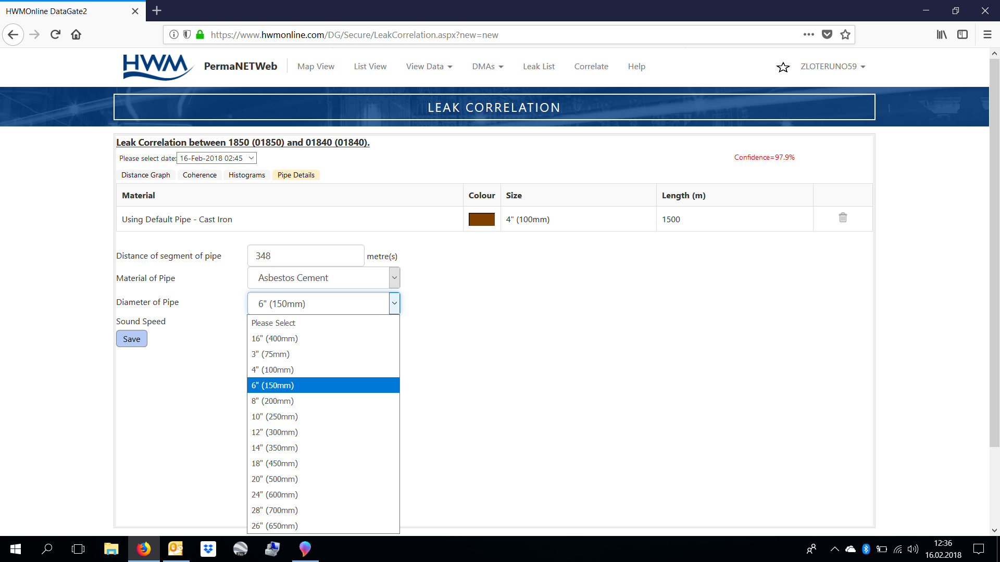 HWMOnline DataGate2
https://www.hwmonline.com/DG/Secure/LeakCorrelation.aspx?new=new
HWM PermaNETWeb Map View List View View Data DMAs Leak List Correlate Help ZLOTERUNO59
LEAK CORRELATION
Leak Correlation between 1850 (01850) and 01840 (01840).
Please select date: 16-Feb-2018 02:45 Confidence=97.9%
Distance Graph Coherence Histograms Pipe Details
Material Colour Size Length (m)
Using Default Pipe - Cast Iron 4" (100mm) 1500
Distance of segment of pipe 348 metre(s)
Material of Pipe Asbestos Cement
Diameter of Pipe 6" (150mm)
Sound Speed
Save
Please Select
16" (400mm)
3" (75mm)
4" (100mm)
6" (150mm)
8" (200mm)
10" (250mm)
12" (300mm)
14" (350mm)
18" (450mm)
20" (500mm)
24" (600mm)
28" (700mm)
26" (650mm)
Pro
12:36
16.02.2018